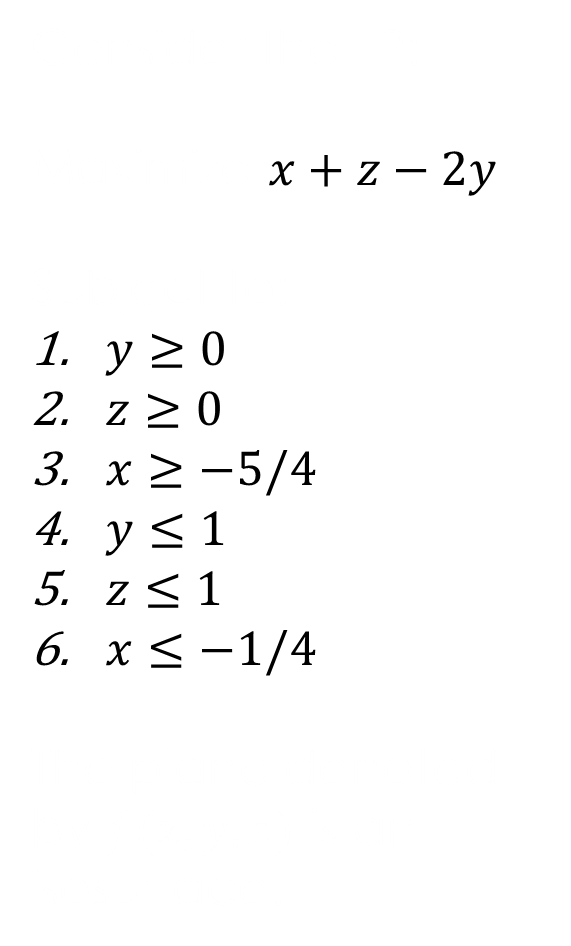 x + z − 2y
1. y ≥ 0
2. z ≥ 0
3. x ≥ −5/4
4. y ≤ 1
5. z ≤ 1
6. x ≤ −1/4